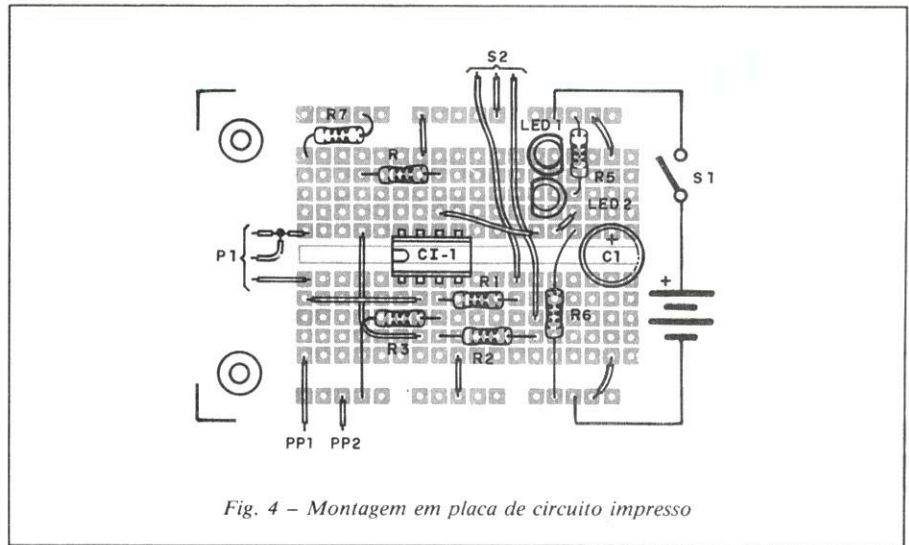 S2
R7
LED 1
R
R5
S1
LED 2
P1
CI-1
+
C1
+
R1
R6
R3
R2
PP1 PP2
Fig. 4 – Montagem em placa de circuito impresso